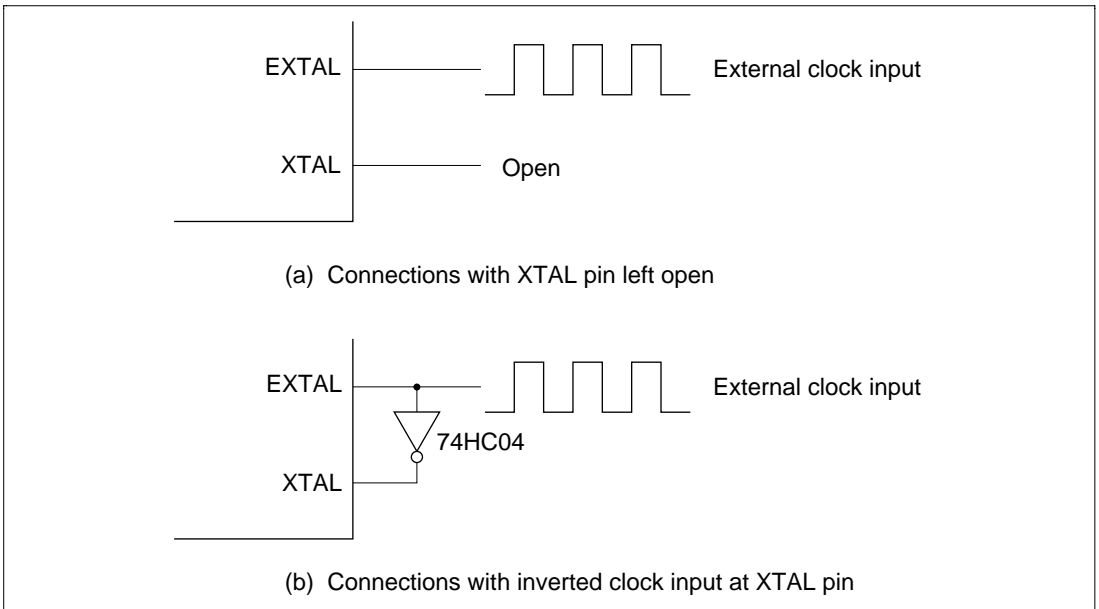 EXTAL
External clock input
XTAL
Open
(a) Connections with XTAL pin left open
EXTAL
External clock input
74HC04
XTAL
(b) Connections with inverted clock input at XTAL pin